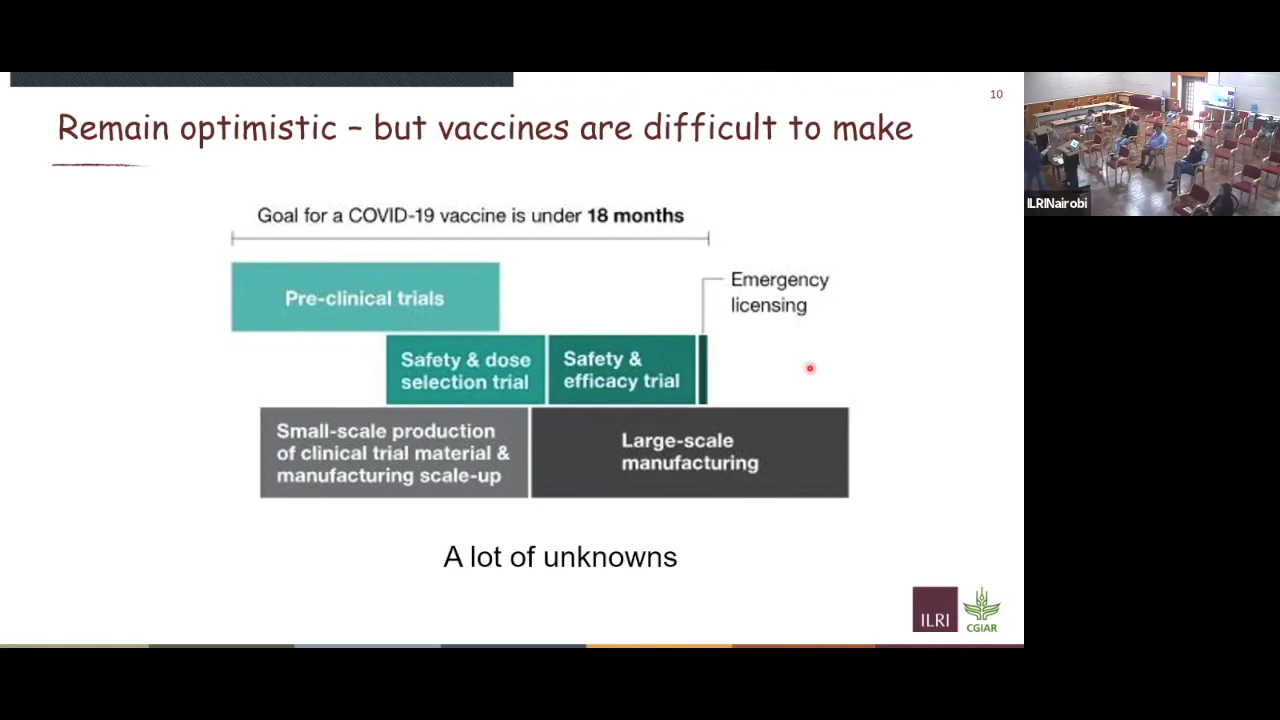 10
Remain optimistic – but vaccines are difficult to make
Goal for a COVID-19 vaccine is under 18 months
Pre-clinical trials
Emergency
licensing
Safety & dose
selection trial
Safety &
efficacy trial
Small-scale production
of clinical trial material &
manufacturing scale-up
Large-scale
manufacturing
A lot of unknowns
ILRI
CGIAR
ILRINairobi